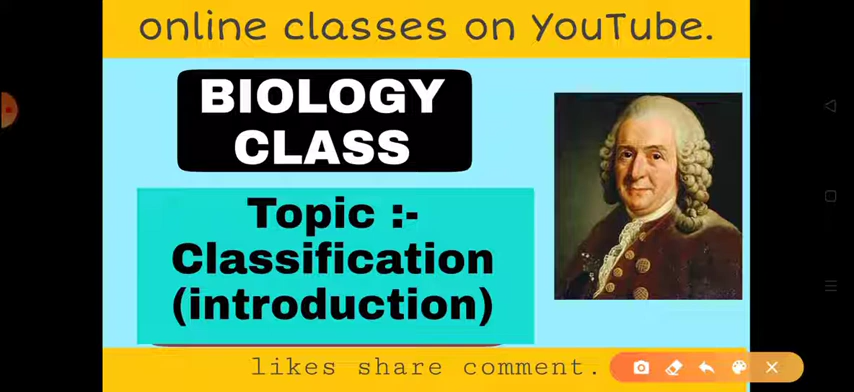 online classes on YouTube.
BIOLOGY
CLASS
Topic :-
Classification
(introduction)
likes share comment.